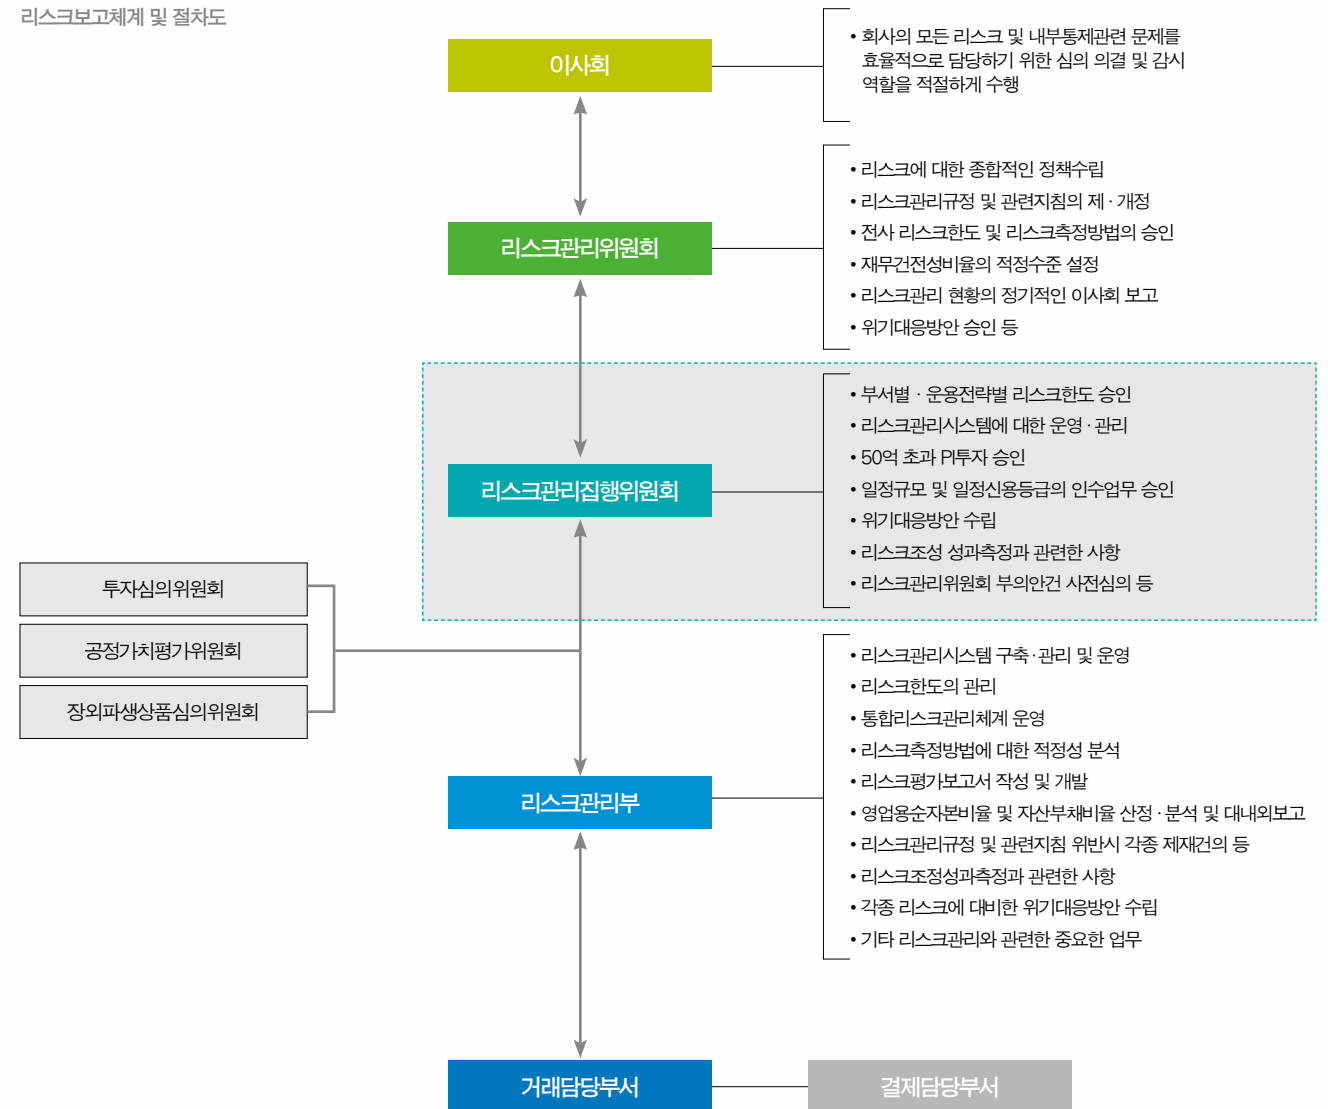 리스크보고체계 및 절차도
이사회
• 회사의 모든 리스크 및 내부통제관련 문제를
효율적으로 담당하기 위한 심의 의결 및 감시
역할을 적절하게 수행
리스크관리위원회
• 리스크에 대한 종합적인 정책수립
• 리스크관리규정 및 관련지침의 제 · 개정
• 전사 리스크한도 및 리스크측정방법의 승인
• 재무건전성비율의 적정수준 설정
• 리스크관리 현황의 정기적인 이사회 보고
• 위기대응방안 승인 등
리스크관리집행위원회
• 부서별 · 운용전략별 리스크한도 승인
• 리스크관리시스템에 대한 운영 · 관리
• 50억 초과 PI투자 승인
• 일정규모 및 일정신용등급의 인수업무 승인
• 위기대응방안 수립
• 리스크조성 성과측정과 관련한 사항
• 리스크관리위원회 부의안건 사전심의 등
투자심의위원회
공정가치평가위원회
장외파생상품심의위원회
리스크관리부
• 리스크관리시스템 구축 · 관리 및 운영
• 리스크한도의 관리
• 통합리스크관리체계 운영
• 리스크측정방법에 대한 적정성 분석
• 리스크평가보고서 작성 및 개발
• 영업용순자본비율 및 자산부채비율 산정 · 분석 및 대내외보고
• 리스크관리규정 및 관련지침 위반시 각종 제재건의 등
• 리스크조정성과측정과 관련한 사항
• 각종 리스크에 대비한 위기대응방안 수립
• 기타 리스크관리와 관련한 중요한 업무
거래담당부서
결제담당부서